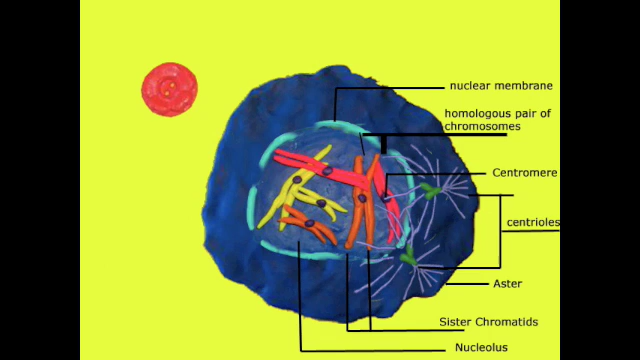 nuclear membrane
homologous pair of
chromosomes
Centromere
centrioles
Aster
Sister Chromatids
Nucleolus